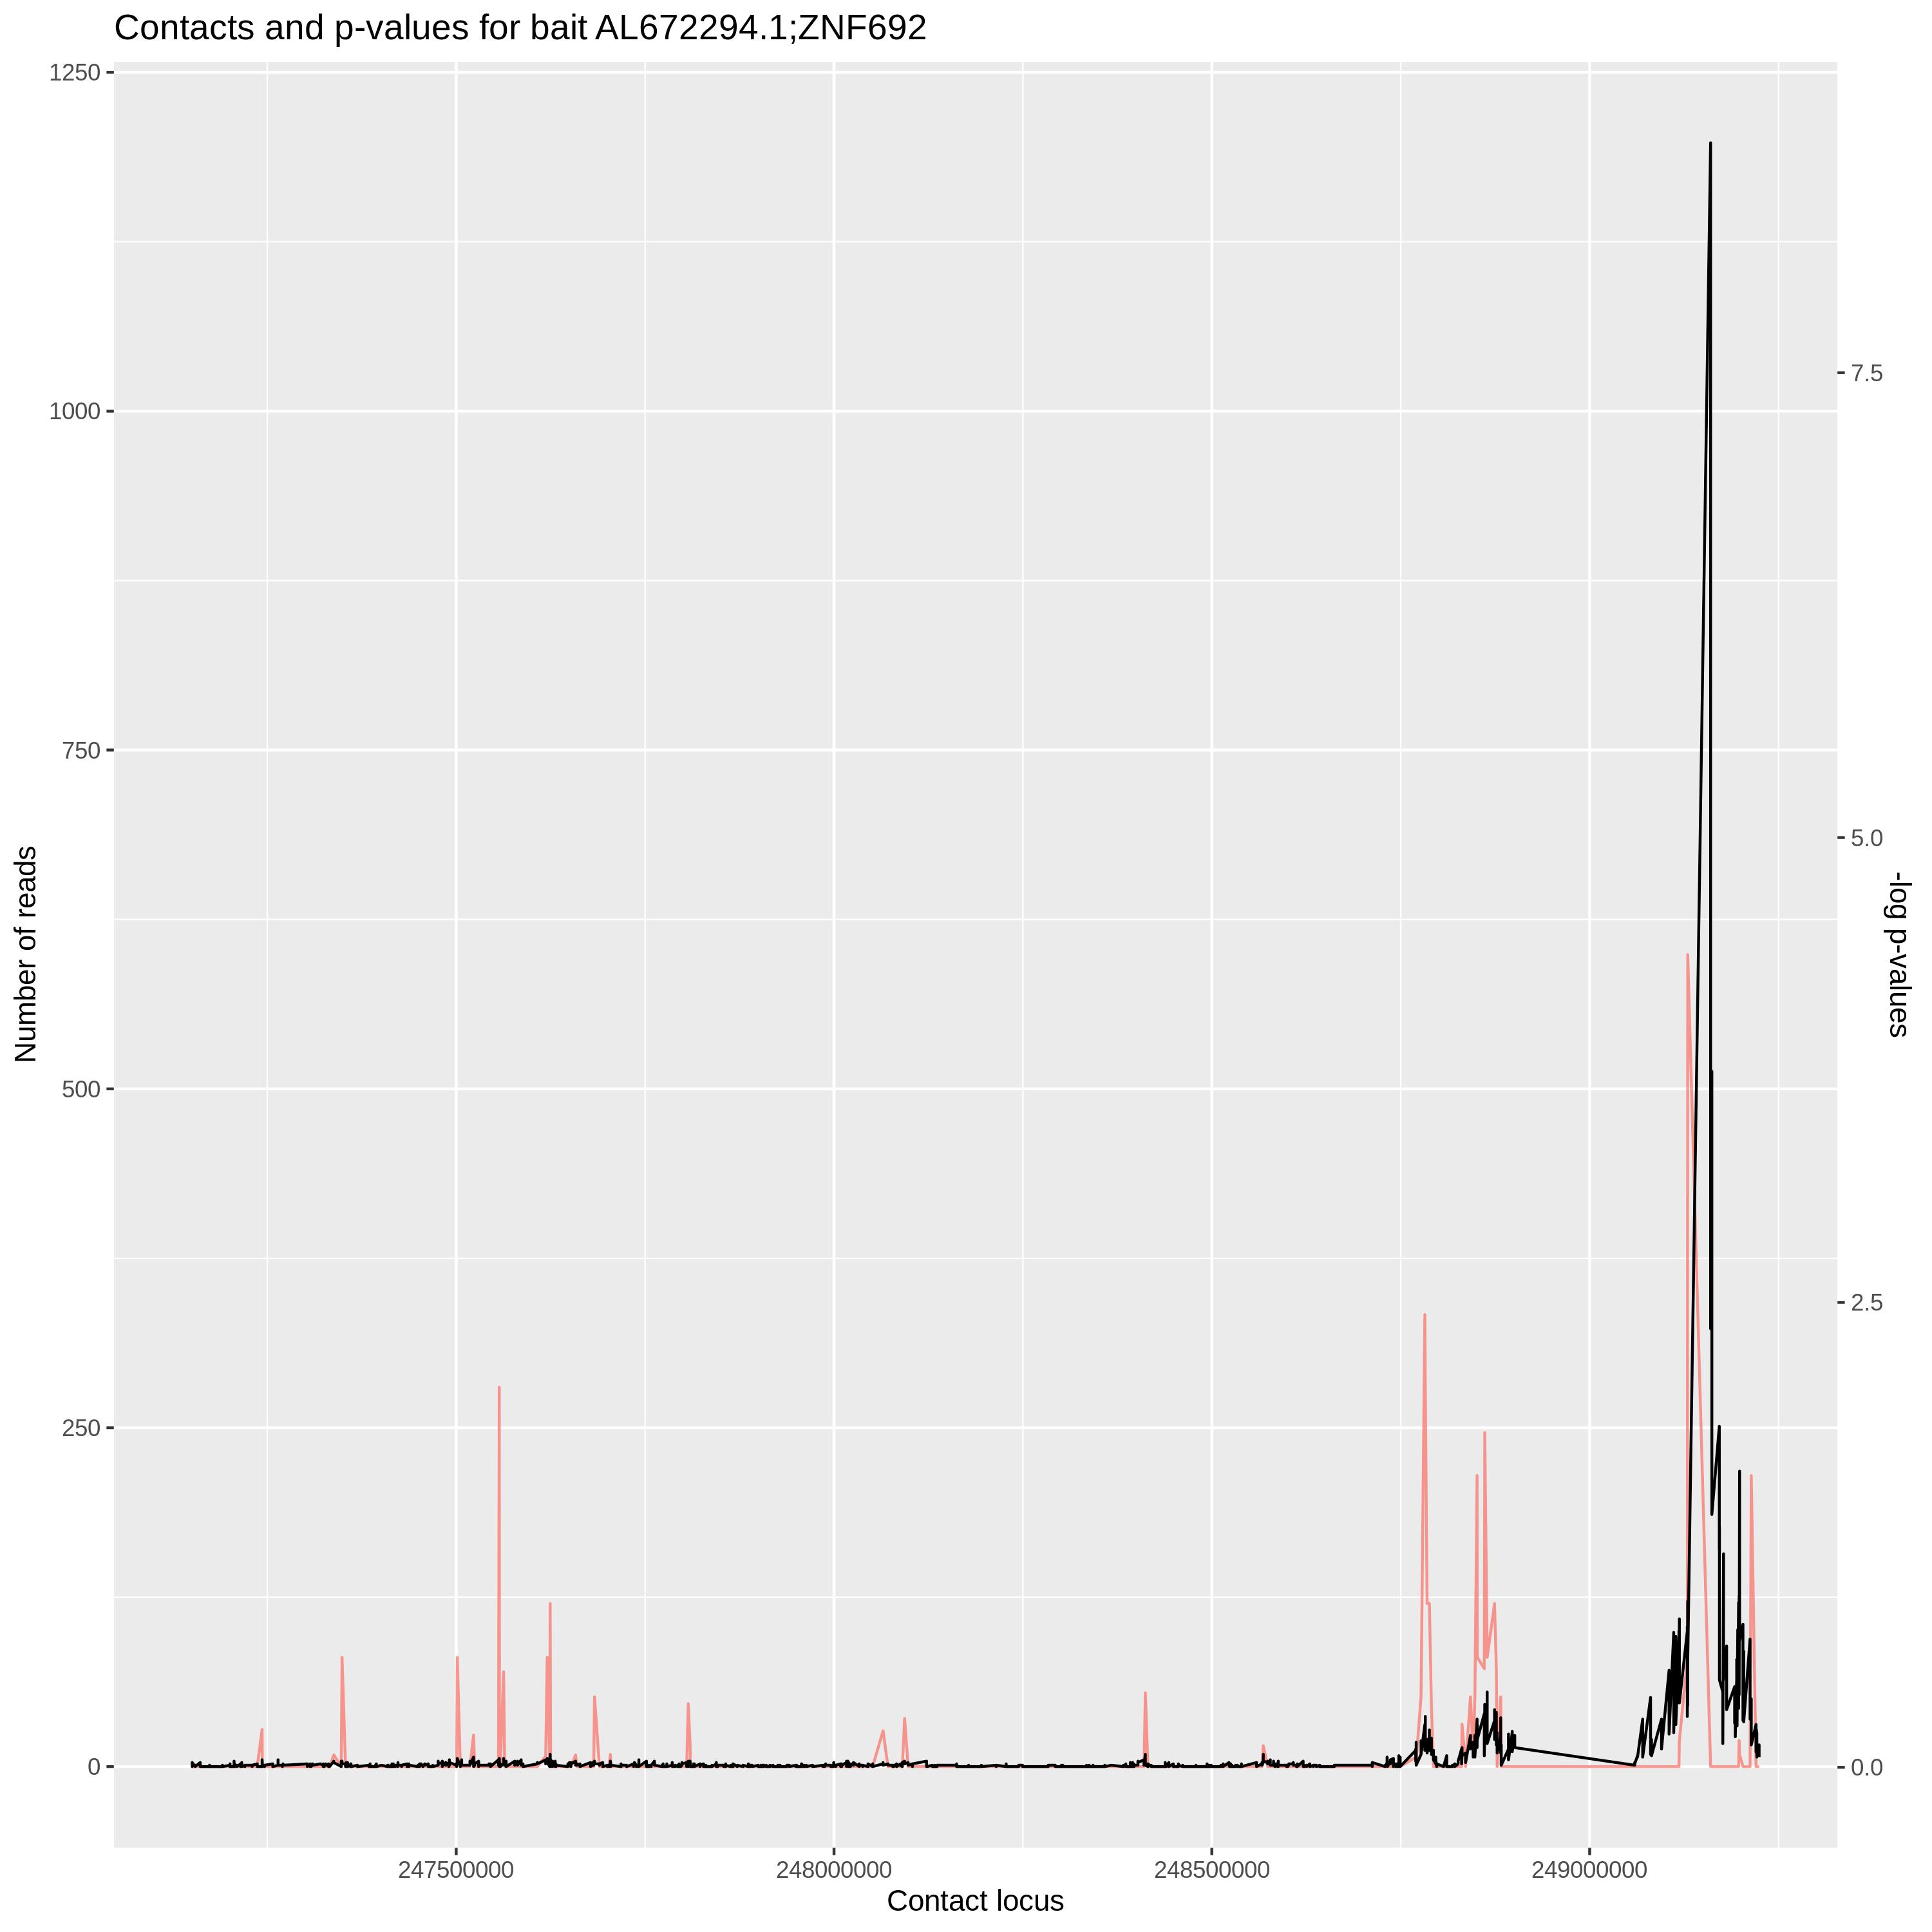 Contacts and p-values for bait AL672294.1;ZNF692
1250
1000
750
500
250
0
Number of reads
7.5
5.0
2.5
0.0
-log p-values
247500000 248000000 248500000 249000000
Contact locus